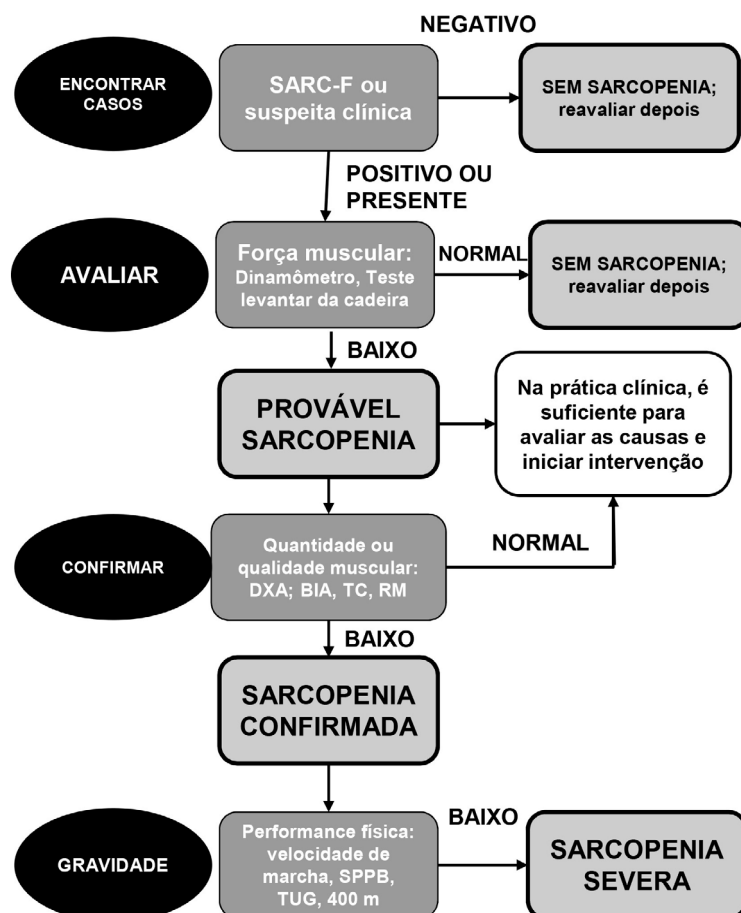 ENCONTRAR
CASOS
SARC-F ou
suspeita clínica
NEGATIVO
SEM SARCOPENIA;
reavaliar depois
POSITIVO OU
PRESENTE
AVALIAR
Força muscular:
Dinamômetro, Teste
levantar da cadeira
NORMAL
SEM SARCOPENIA;
reavaliar depois
BAIXO
PROVÁVEL
SARCOPENIA
Na prática clínica, é
suficiente para
avaliar as causas e
iniciar intervenção
CONFIRMAR
Quantidade ou
qualidade muscular:
DXA; BIA, TC, RM
NORMAL
BAIXO
SARCOPENIA
CONFIRMADA
GRAVIDADE
Performance física:
velocidade de
marcha, SPPB,
TUG, 400 m
BAIXO
SARCOPENIA
SEVERA